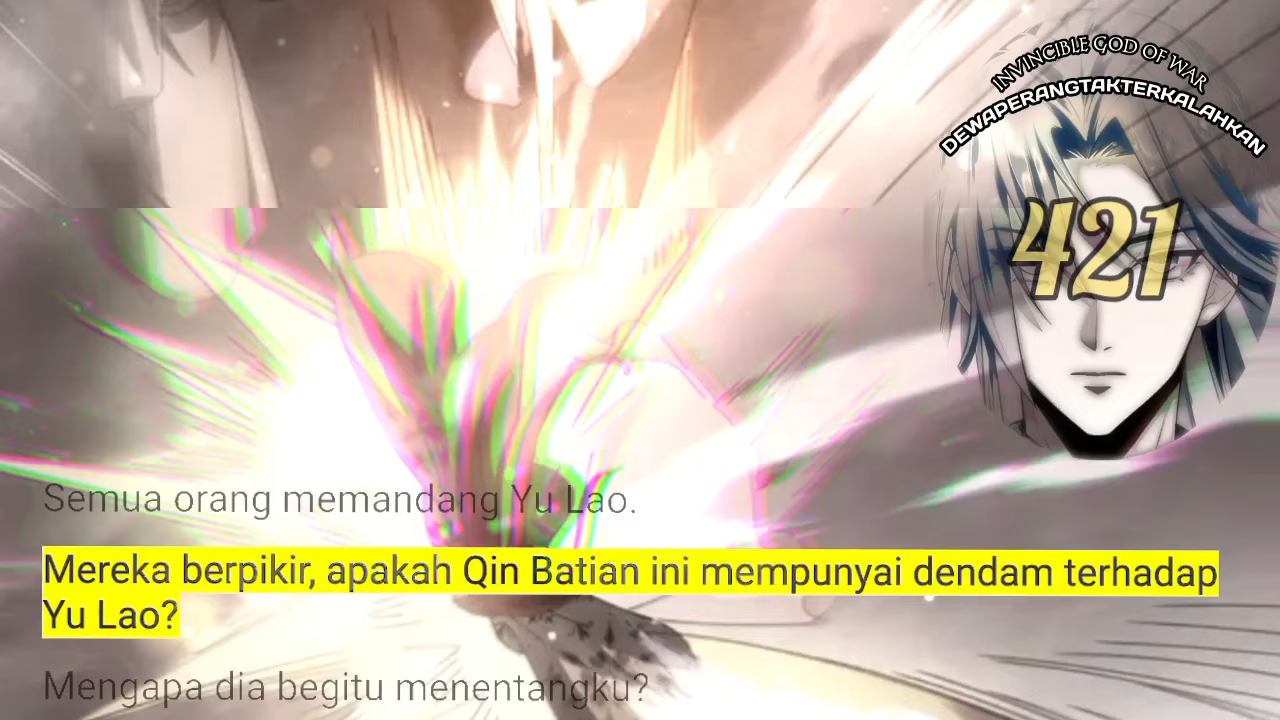 INVINCIBLE GOD OF WAR
DEWAPERANGTAKTERKALAHKAN
421
Semua orang memandang Yu Lao.
Mereka berpikir, apakah Qin Batian ini mempunyai dendam terhadap
Yu Lao?
Mengapa dia begitu menentangku?